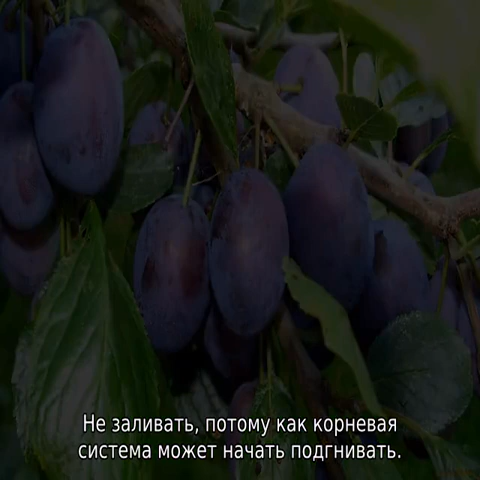 Не заливать, потому как корневая
система может начать подгнивать.